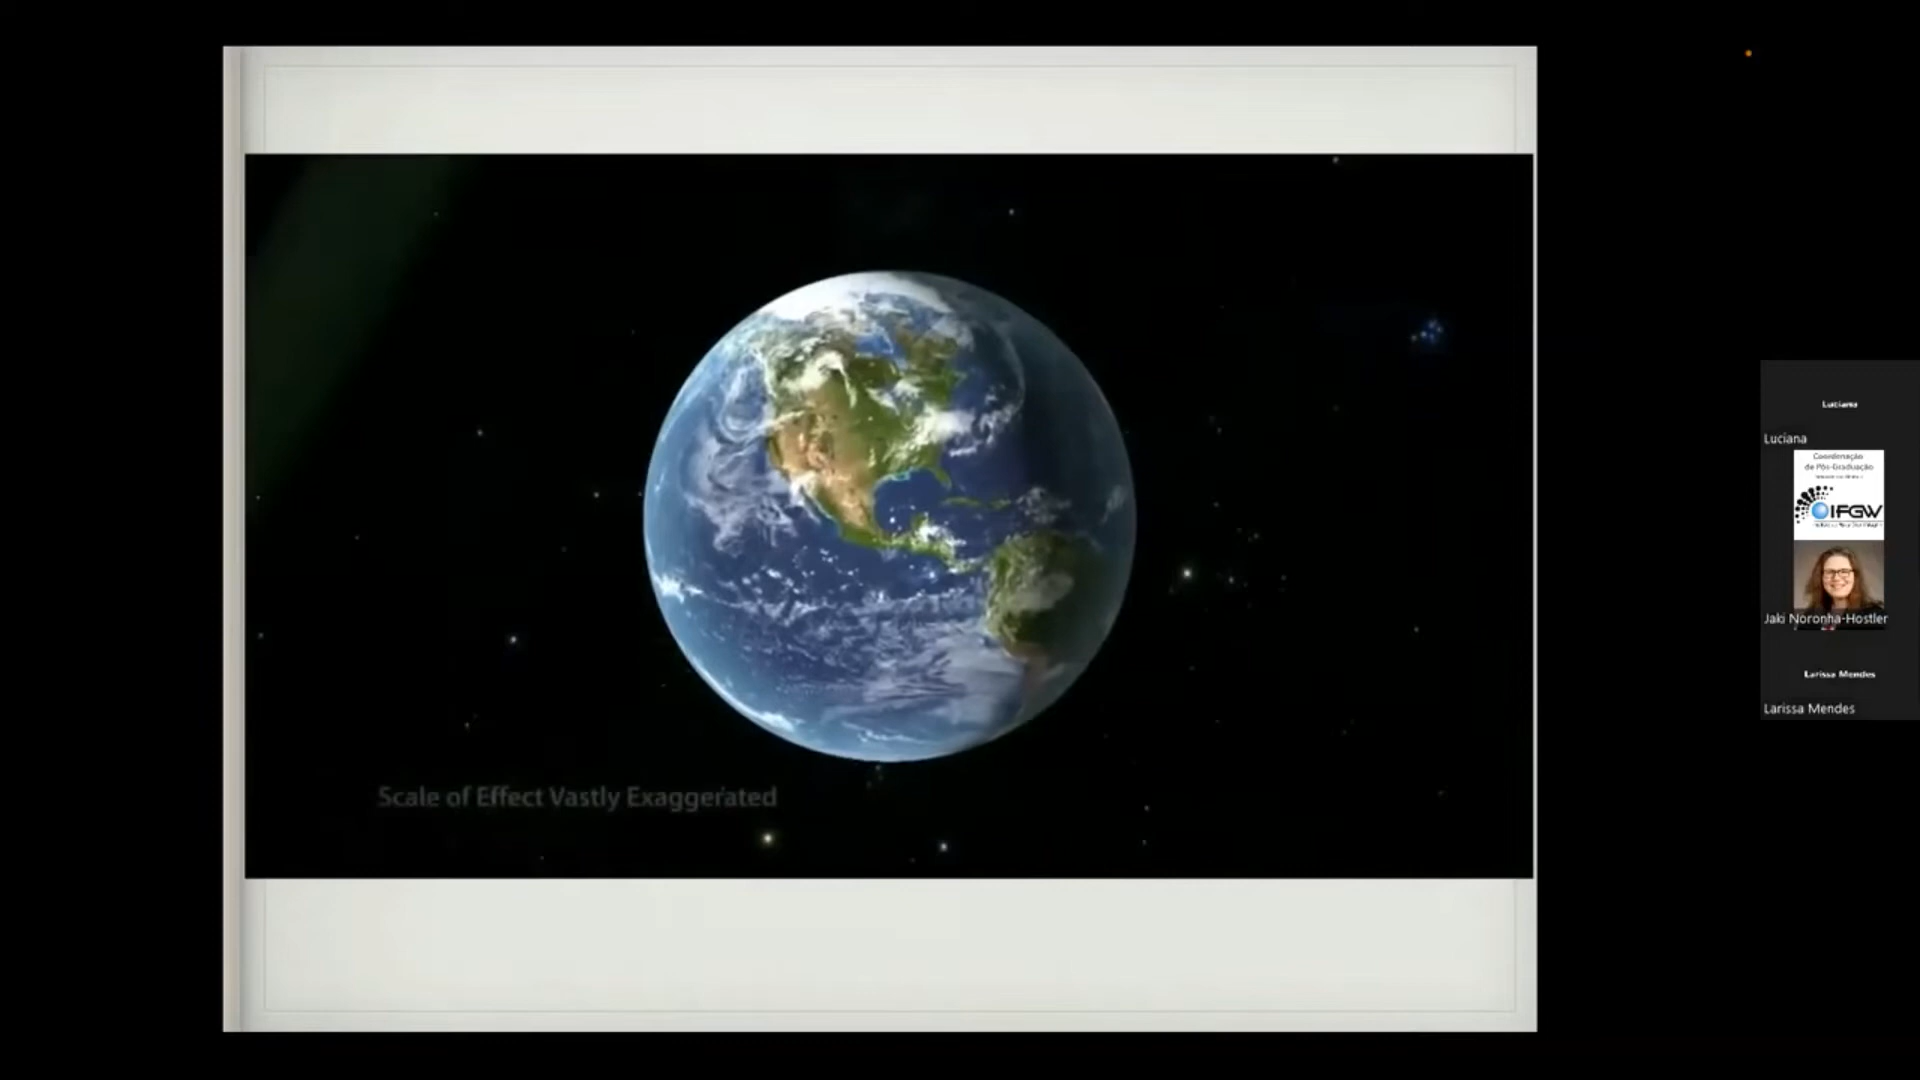 Scale of Effect Vastly Exaggerated
Luciana
Luciana
Coordenação
de Pós-Graduação
IFGW
Jaki Noronha-Hostler
Larissa Mendes
Larissa Mendes